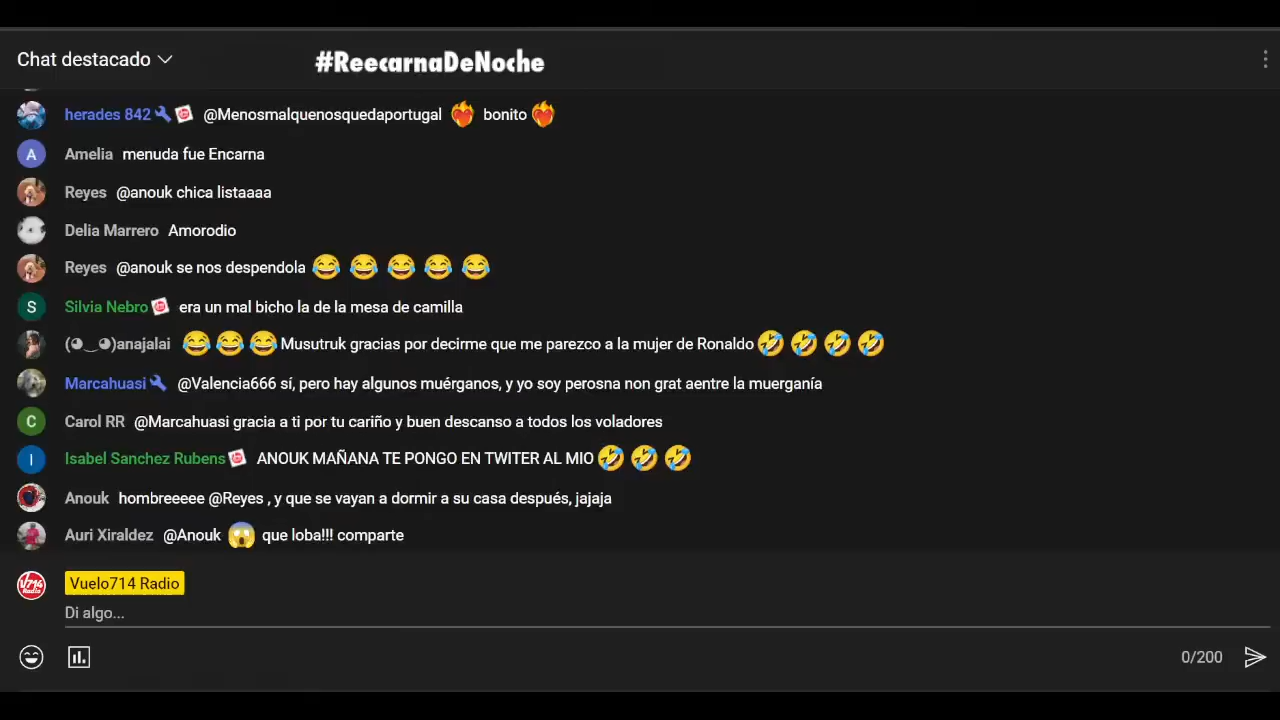 Chat destacado
#ReecarnaDeNoche
herades 842 @Menosmalquenosquedaportugal ❤️‍🔥 bonito ❤️‍🔥
A Amelia menuda fue Encarna
Reyes @anouk chica listaaaa
Delia Marrero Amorodio
Reyes @anouk se nos despendola 😂 😂 😂 😂 😂
S Silvia Nebro era un mal bicho la de la mesa de camilla
(◕‿◕)anajalai 😂 😂 😂 Musutruk gracias por decirme que me parezco a la mujer de Ronaldo 🤣 🤣 🤣 🤣
Marcahuasi @Valencia666 sí, pero hay algunos muérganos, y yo soy perosna non grat aentre la muerganía
C Carol RR @Marcahuasi gracia a ti por tu cariño y buen descanso a todos los voladores
I Isabel Sanchez Rubens ANOUK MAÑANA TE PONGO EN TWITER AL MIO 🤣 🤣 🤣
Anouk hombreeeee @Reyes , y que se vayan a dormir a su casa después, jajaja
Auri Xiraldez @Anouk 😱 que loba!!! comparte
V714 Radio Vuelo714 Radio
Di algo...
0/200